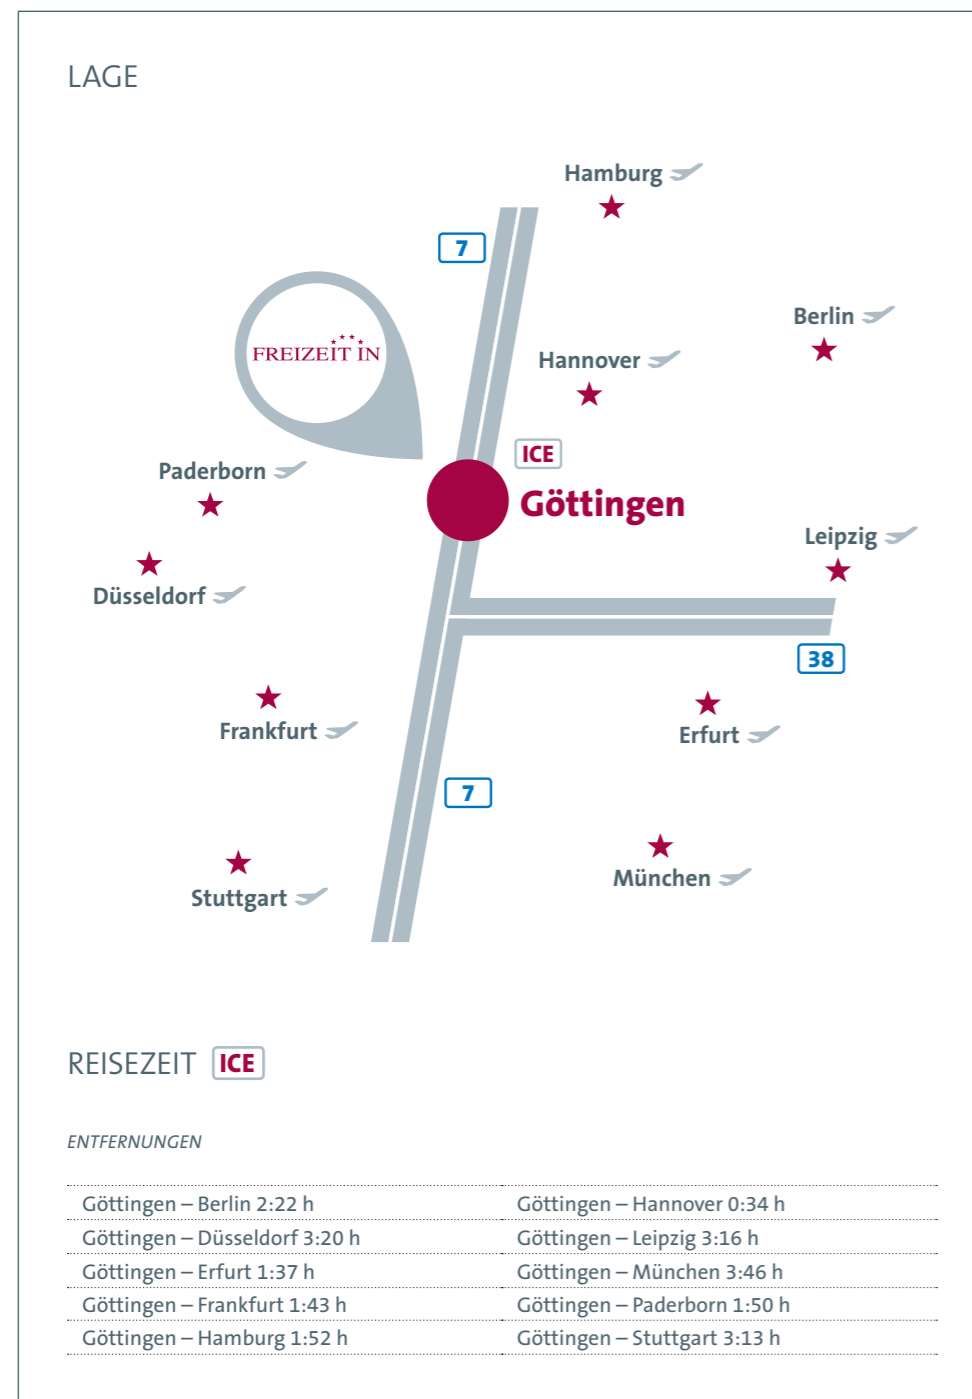 LAGE
Hamburg
7
Berlin
FREIZEIT IN
Hannover
ICE
Paderborn
Göttingen
Leipzig
Düsseldorf
38
Frankfurt
Erfurt
7
München
Stuttgart
REISEZEIT ICE
ENTFERNUNGEN
Göttingen – Berlin 2:22 h
Göttingen – Düsseldorf 3:20 h
Göttingen – Erfurt 1:37 h
Göttingen – Frankfurt 1:43 h
Göttingen – Hamburg 1:52 h
Göttingen – Hannover 0:34 h
Göttingen – Leipzig 3:16 h
Göttingen – München 3:46 h
Göttingen – Paderborn 1:50 h
Göttingen – Stuttgart 3:13 h